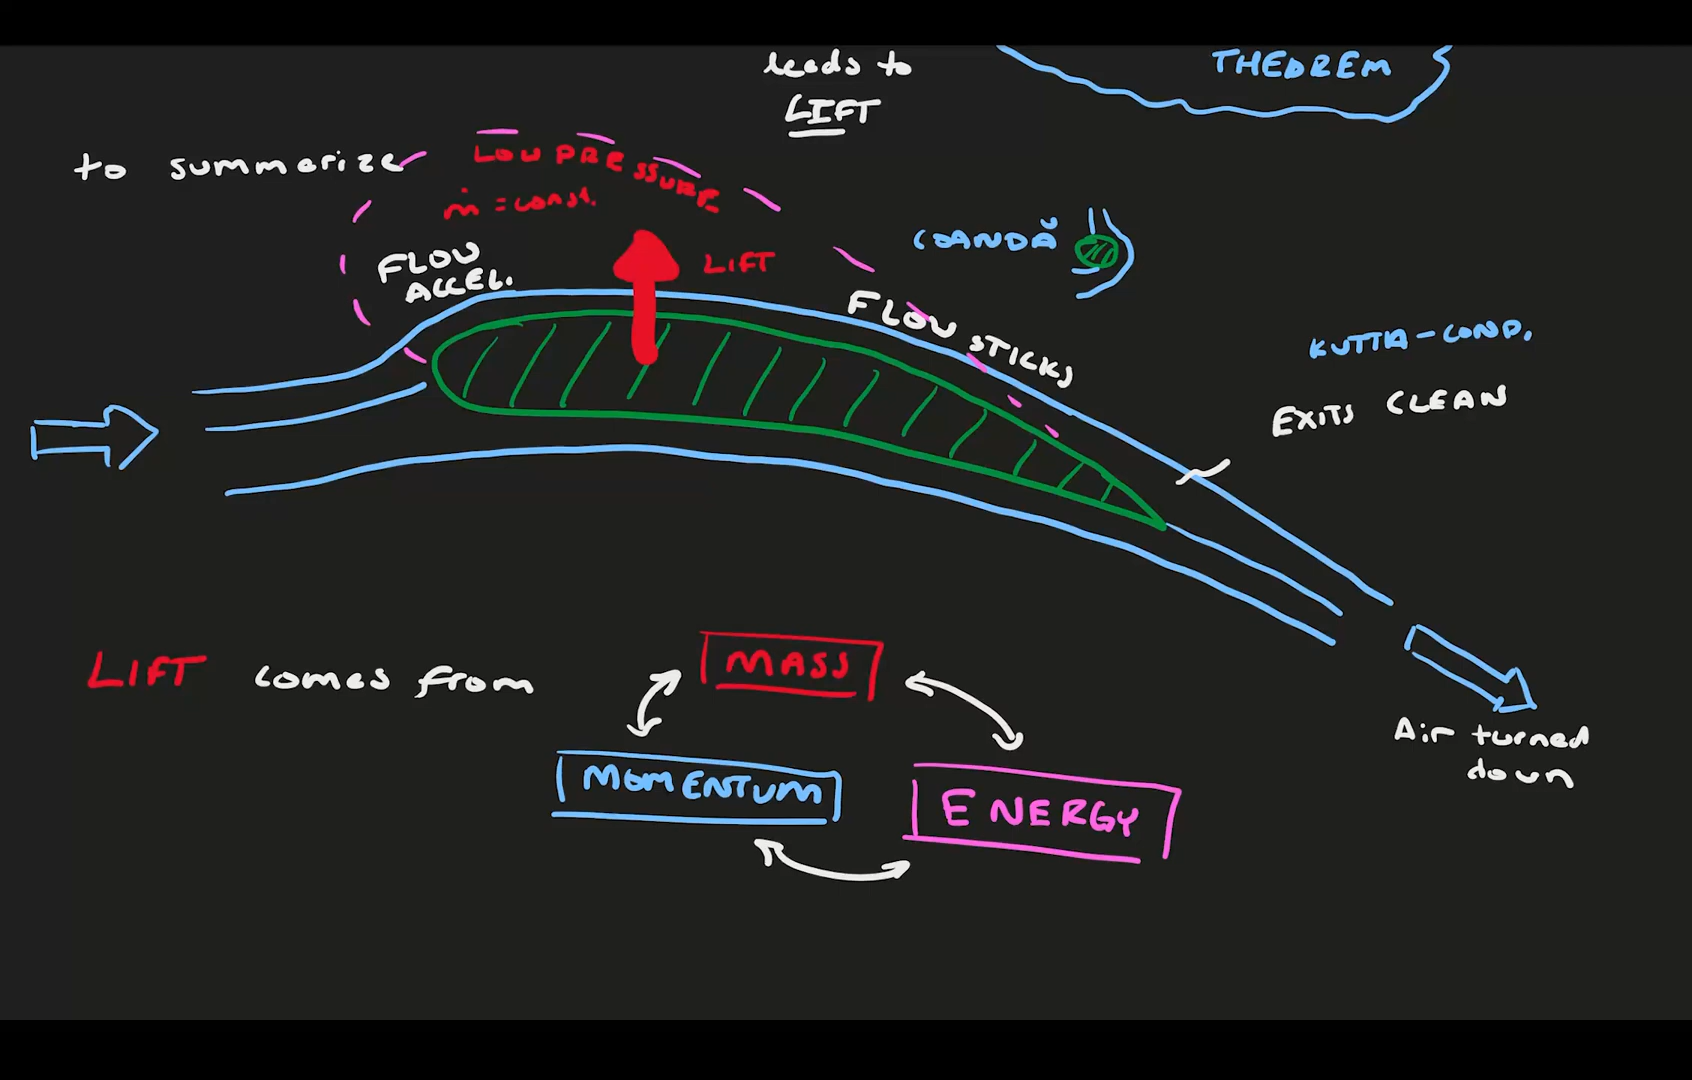 leads to
LIFT
THEOREM
to summarize
LOW PRESSURE
ṁ = const.
FLOW
ACCEL.
LIFT
COANDĂ
FLOW STICKS
KUTTA-COND.
EXITS CLEAN
LIFT comes from
MASS
MOMENTUM
ENERGY
Air turned
down